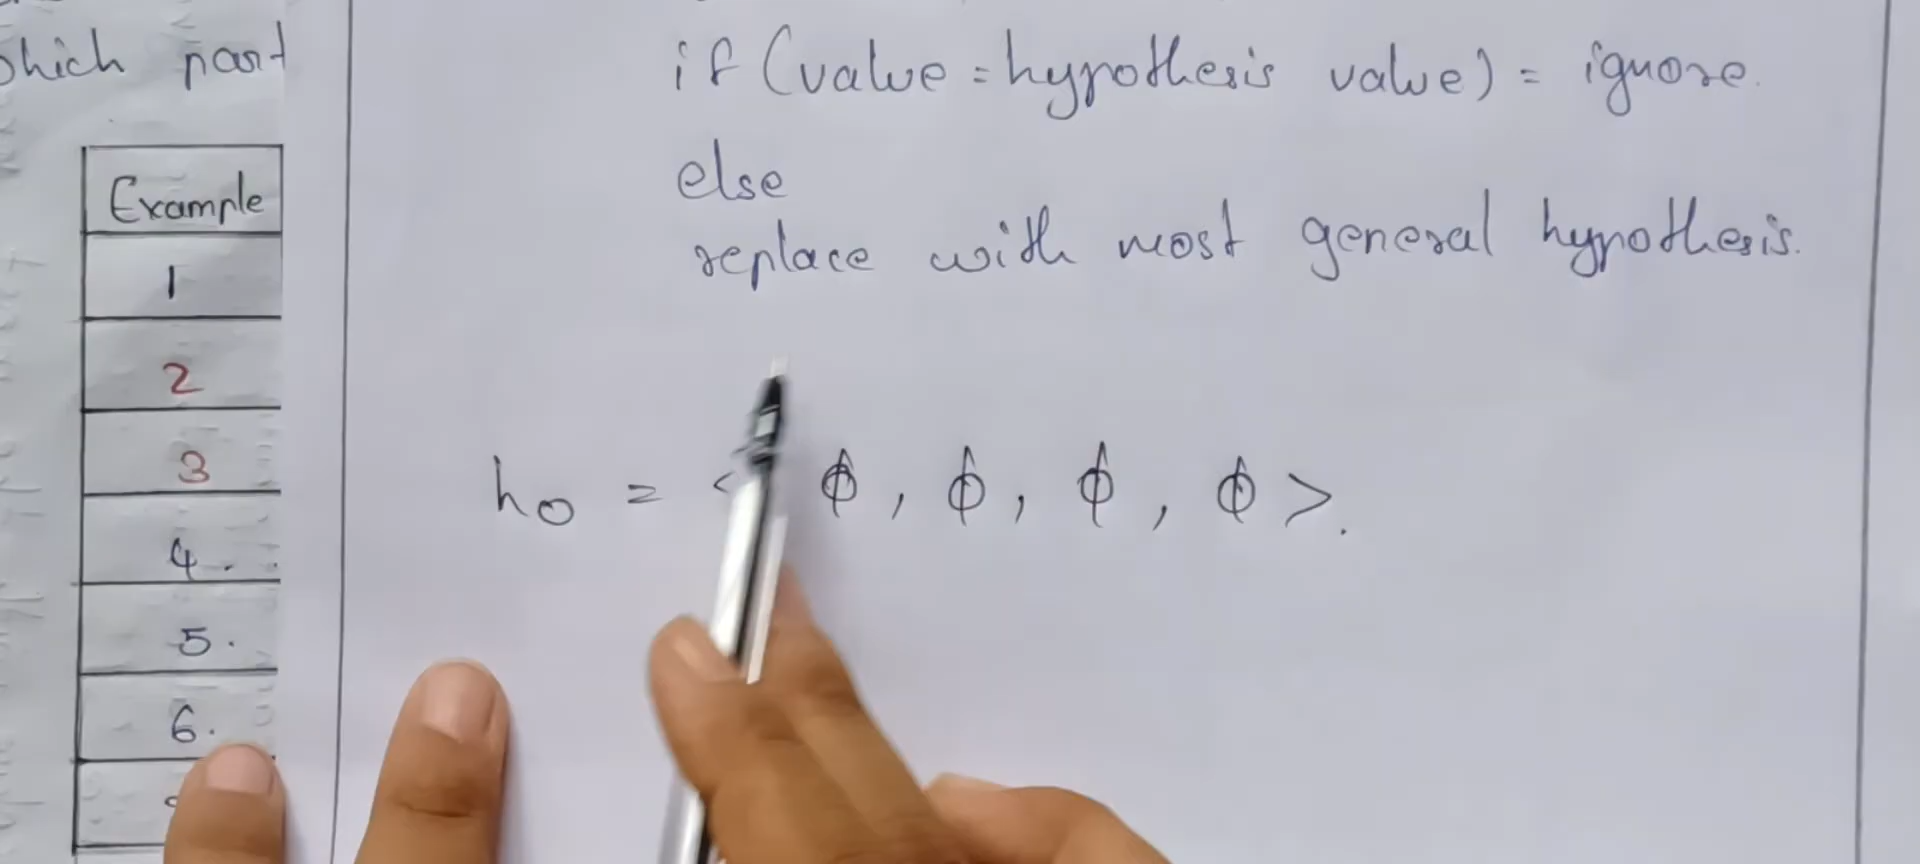 which part
if (value = hypothesis value) = ignore.
else
replace with most general hypothesis.
h0 = < ϕ, ϕ, ϕ, ϕ >.
Example
1
2
3
4.
5.
6.